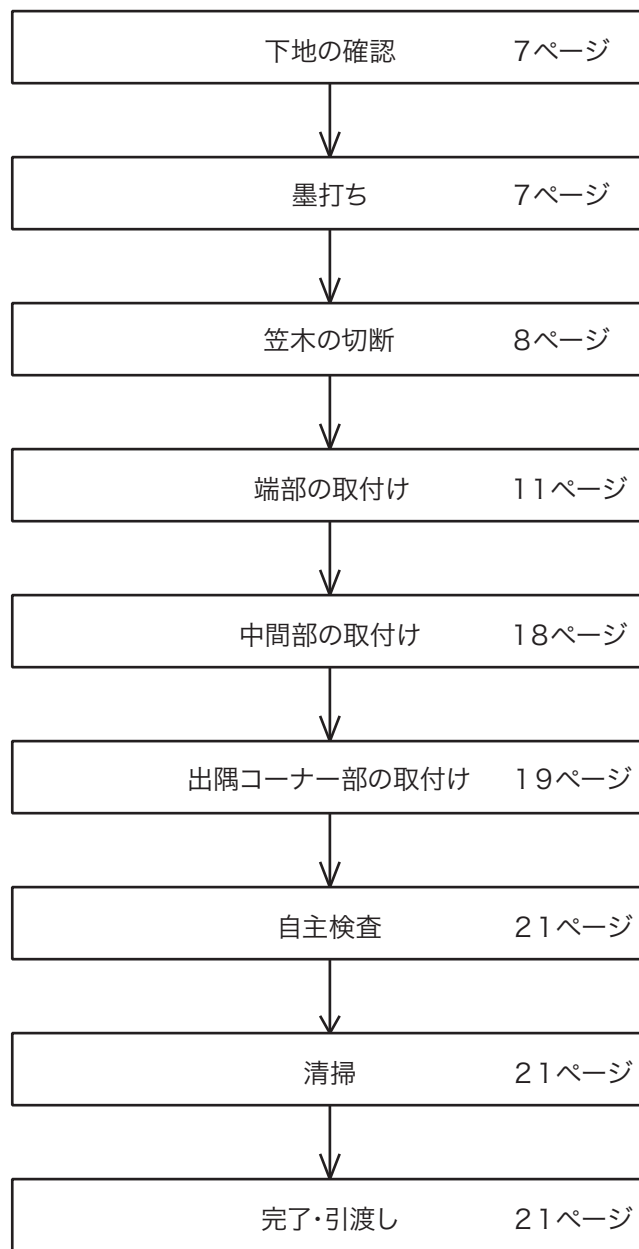 下地の確認 7ページ
墨打ち 7ページ
笠木の切断 8ページ
端部の取付け 11ページ
中間部の取付け 18ページ
出隅コーナー部の取付け 19ページ
自主検査 21ページ
清掃 21ページ
完了・引渡し 21ページ